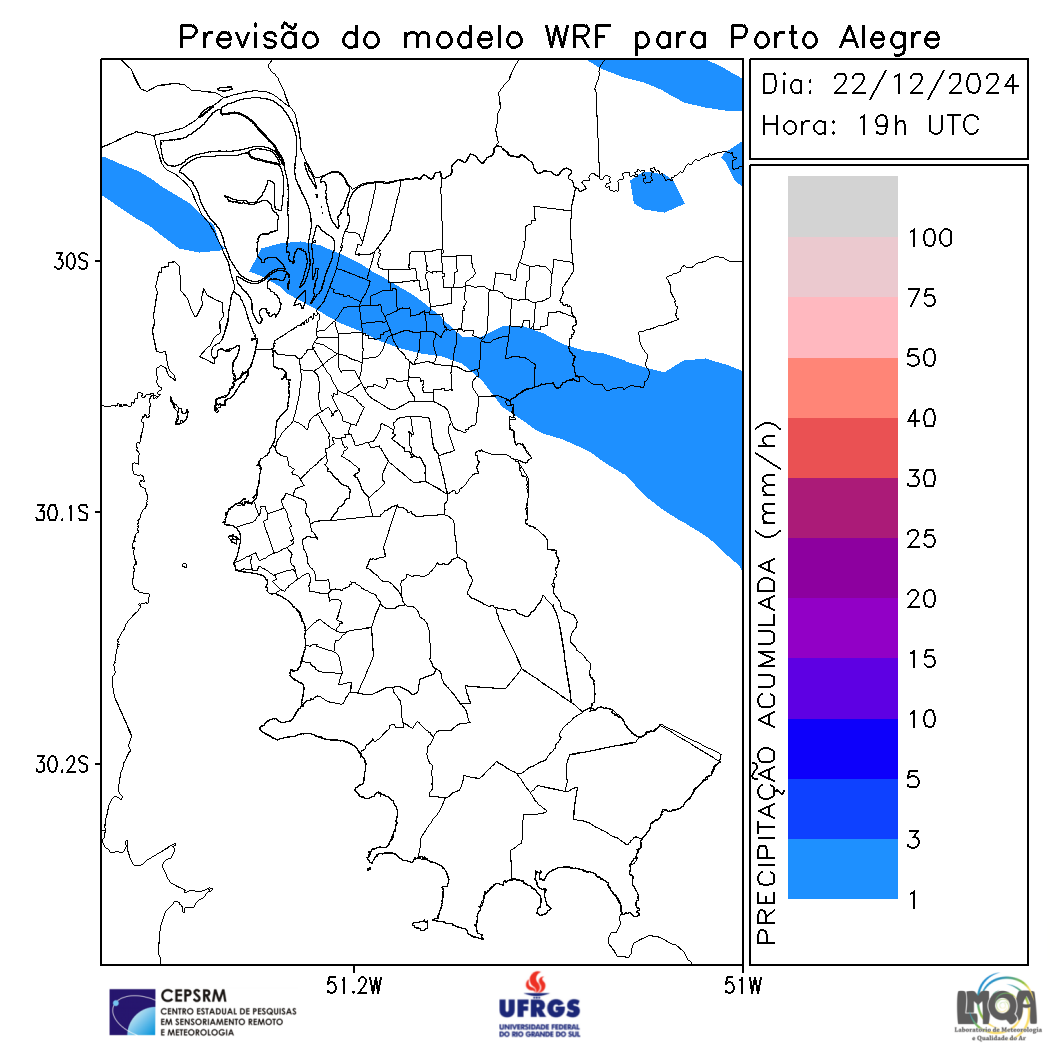 Previsão do modelo WRF para Porto Alegre
Dia: 22/12/2024
Hora: 19h UTC
30S
30.1S
30.2S
51.2W
51W
PRECIPITAÇÃO ACUMULADA (mm/h)
100
75
50
40
30
25
20
15
10
5
3
1
CEPSRM
CENTRO ESTADUAL DE PESQUISAS
EM SENSORIAMENTO REMOTO
E METEOROLOGIA
UFRGS
UNIVERSIDADE FEDERAL
DO RIO GRANDE DO SUL
LMQA
Laboratório de Meteorologia
e Qualidade do Ar